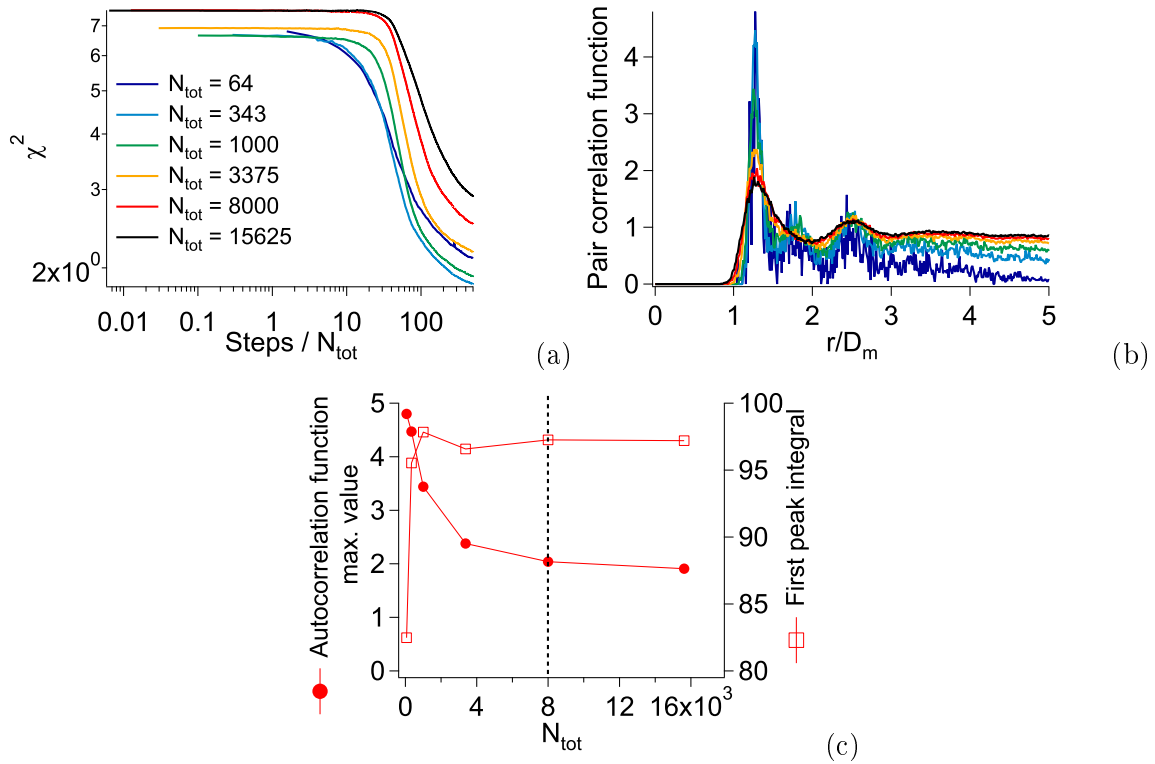 7
6
5
4
3
2x10⁰
χ²
N_tot = 64
N_tot = 343
N_tot = 1000
N_tot = 3375
N_tot = 8000
N_tot = 15625
0.01 0.1 1 10 100
Steps / N_tot
(a)
Pair correlation function
4
3
2
1
0
0 1 2 3 4 5
r/D_m
(b)
Autocorrelation function
max. value
5
4
3
2
1
0
100
95
90
85
80
First peak integral
0 4 8 12 16x10³
N_tot
(c)